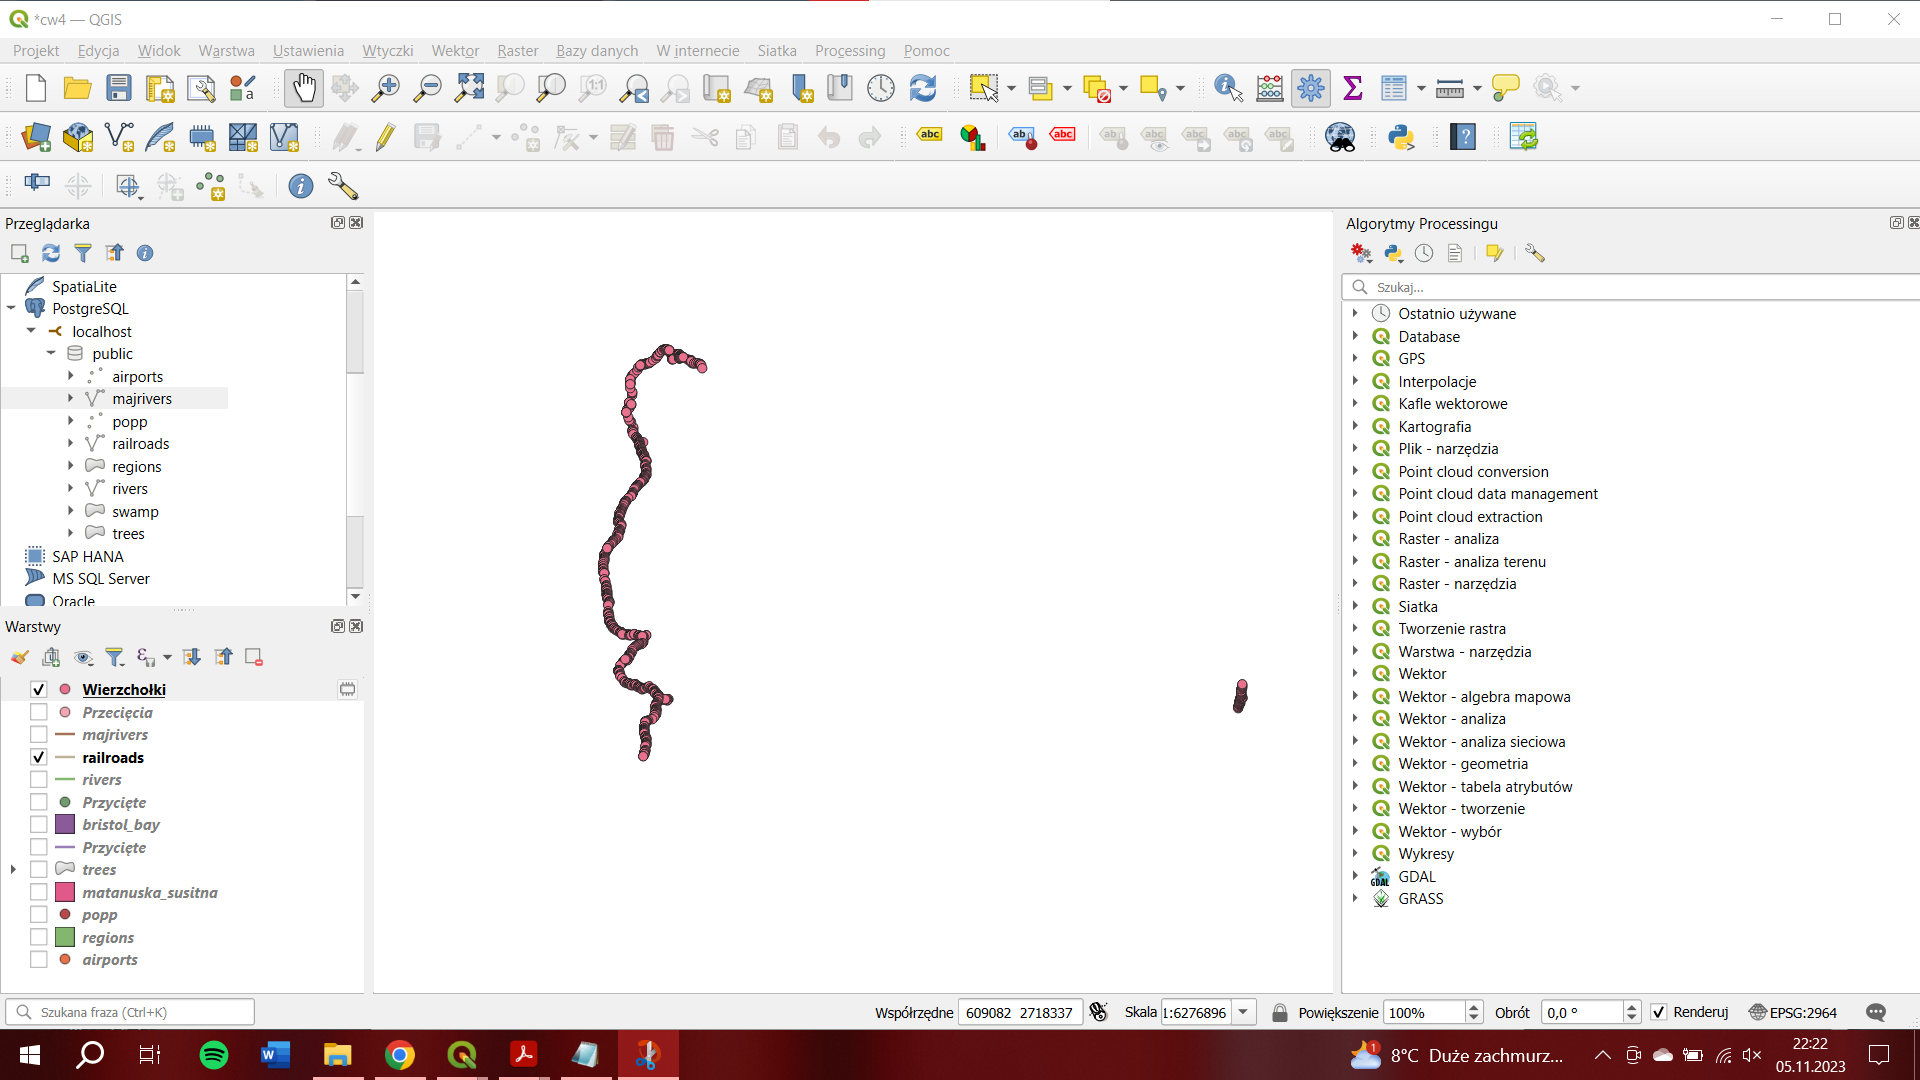 *cw4 — QGIS
Projekt Edycja Widok Warstwa Ustawienia Wtyczki Wektor Raster Bazy danych W internecie Siatka Processing Pomoc
Przeglądarka
SpatiaLite
PostgreSQL
localhost
public
airports
majrivers
popp
railroads
regions
rivers
swamp
trees
SAP HANA
MS SQL Server
Oracle
Warstwy
Wierzchołki
Przecięcia
majrivers
railroads
rivers
Przycięte
bristol_bay
Przycięte
trees
matanuska_susitna
popp
regions
airports
Algorytmy Processingu
Szukaj...
Ostatnio używane
Database
GPS
Interpolacje
Kafle wektorowe
Kartografia
Plik - narzędzia
Point cloud conversion
Point cloud data management
Point cloud extraction
Raster - analiza
Raster - analiza terenu
Raster - narzędzia
Siatka
Tworzenie rastra
Warstwa - narzędzia
Wektor
Wektor - algebra mapowa
Wektor - analiza
Wektor - analiza sieciowa
Wektor - geometria
Wektor - tabela atrybutów
Wektor - tworzenie
Wektor - wybór
Wykresy
GDAL
GRASS
Szukana fraza (Ctrl+K)
Współrzędne 609082 2718337 Skala 1:6276896 Powiększenie 100% Obrót 0,0 ° Renderuj EPSG:2964
8°C Duże zachmurz...
22:22
05.11.2023